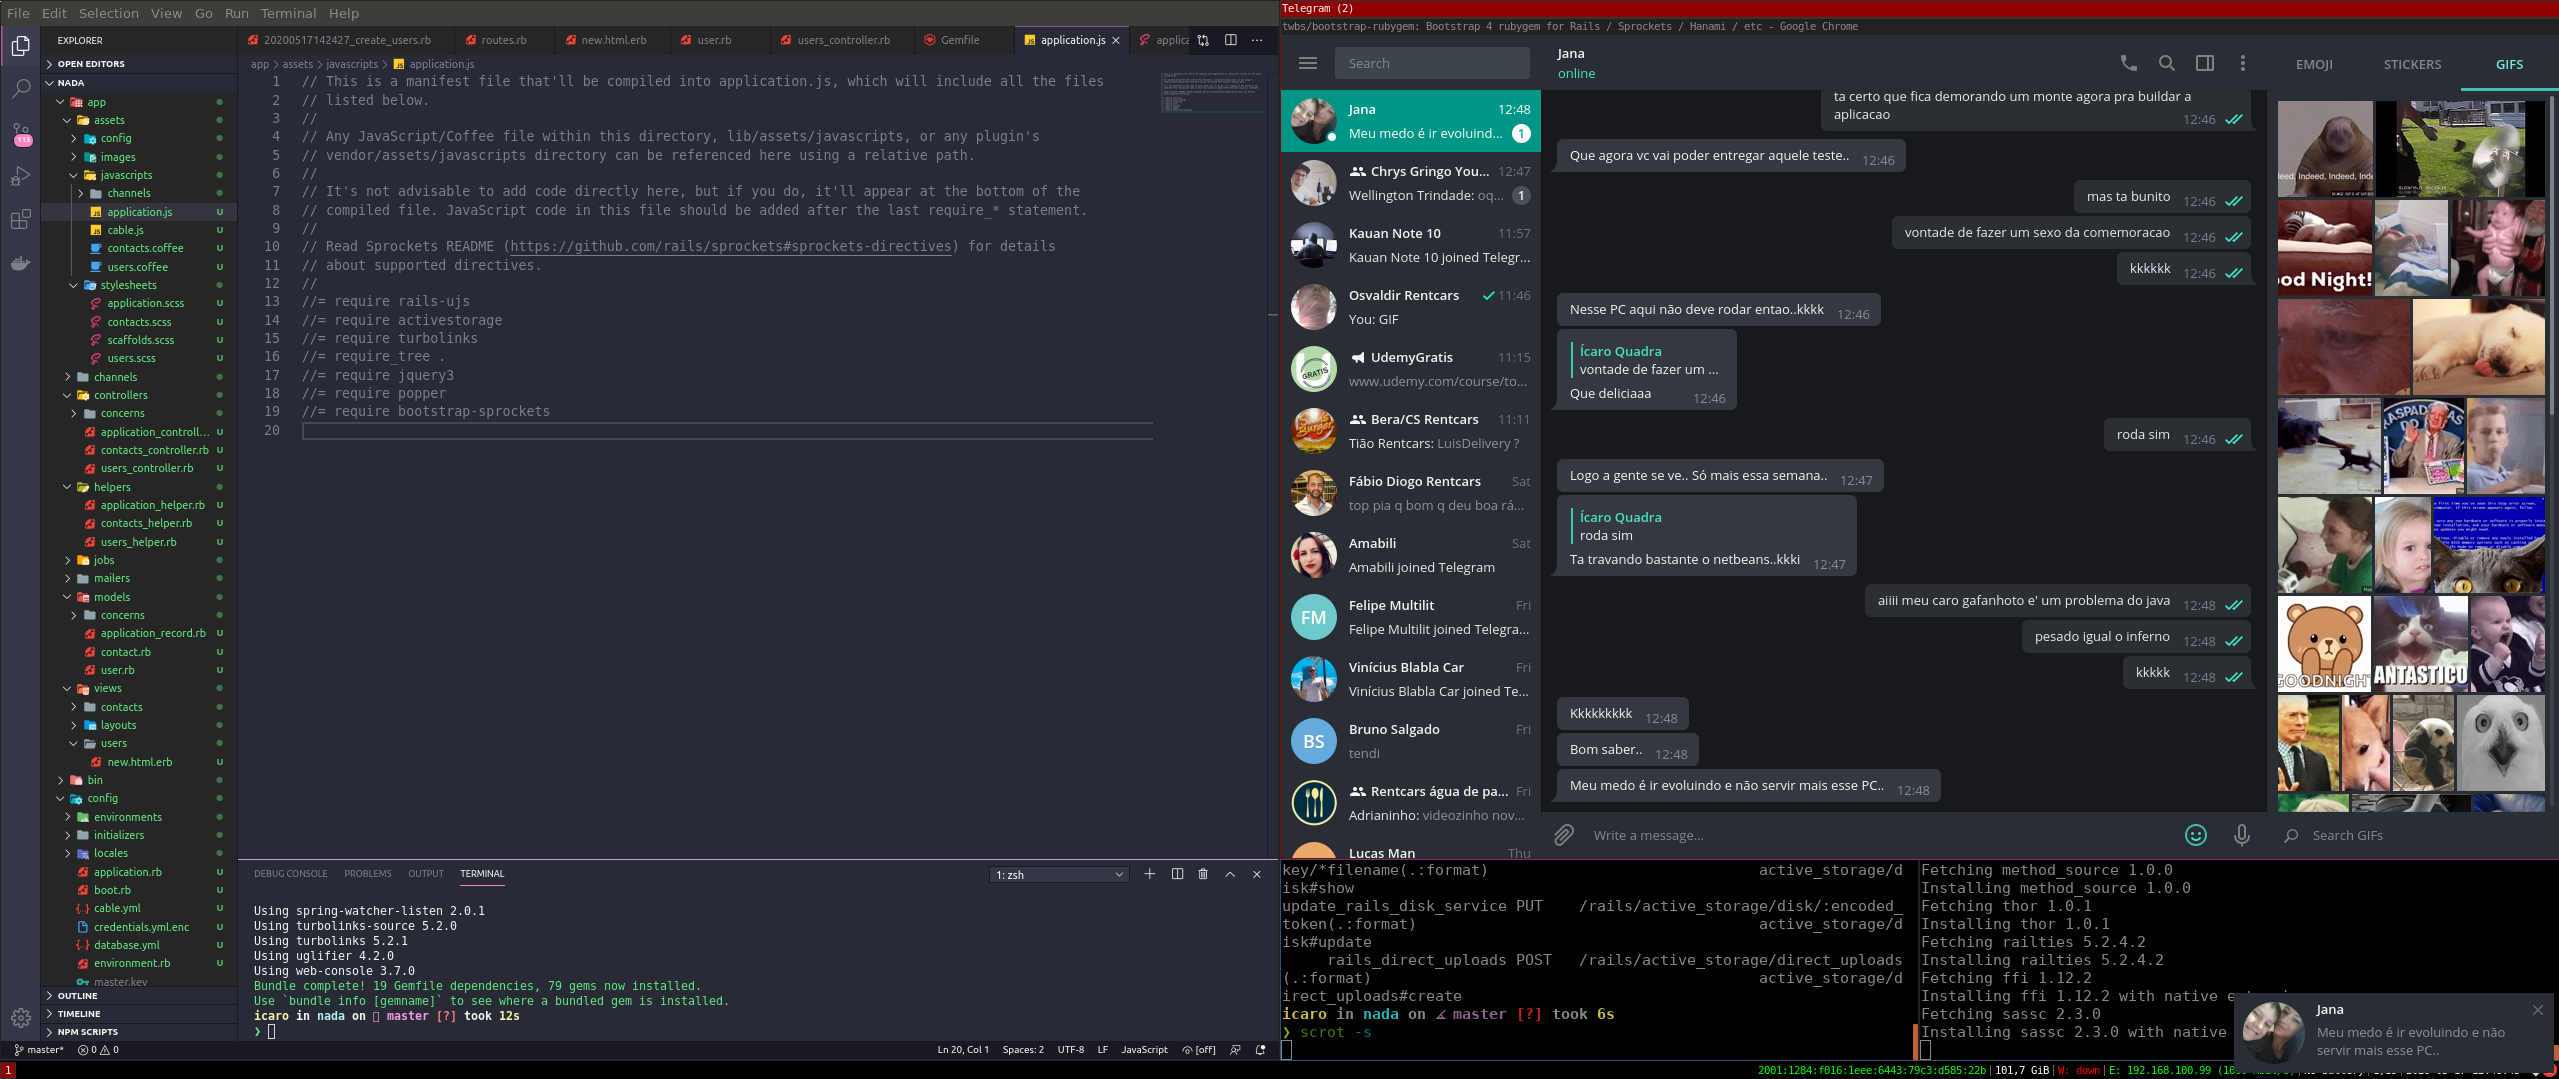 File Edit Selection View Go Run Terminal Help
EXPLORER
OPEN EDITORS
NADA
app
assets
config
images
javascripts
channels
application.js U
cable.js U
contacts.coffee U
users.coffee U
stylesheets
application.scss U
contacts.scss U
scaffolds.scss U
users.scss U
channels
controllers
concerns
application_controll... U
contacts_controller.rb U
users_controller.rb U
helpers
application_helper.rb U
contacts_helper.rb U
users_helper.rb U
jobs
mailers
models
concerns
application_record.rb U
contact.rb U
user.rb U
views
contacts
layouts
users
new.html.erb U
bin
config
environments
initializers
locales
application.rb U
boot.rb U
cable.yml U
credentials.yml.enc U
database.yml U
environment.rb U
master.key
OUTLINE
TIMELINE
NPM SCRIPTS
113
20200517142427_create_users.rb routes.rb new.html.erb user.rb users_controller.rb Gemfile application.js applica
app > assets > javascripts > application.js
1 // This is a manifest file that'll be compiled into application.js, which will include all the files
2 // listed below.
3 //
4 // Any JavaScript/Coffee file within this directory, lib/assets/javascripts, or any plugin's
5 // vendor/assets/javascripts directory can be referenced here using a relative path.
6 //
7 // It's not advisable to add code directly here, but if you do, it'll appear at the bottom of the
8 // compiled file. JavaScript code in this file should be added after the last require_* statement.
9 //
10 // Read Sprockets README (https://github.com/rails/sprockets#sprockets-directives) for details
11 // about supported directives.
12 //
13 //= require rails-ujs
14 //= require activestorage
15 //= require turbolinks
16 //= require_tree .
17 //= require jquery3
18 //= require popper
19 //= require bootstrap-sprockets
20
DEBUG CONSOLE PROBLEMS OUTPUT TERMINAL 1: zsh
Using spring-watcher-listen 2.0.1
Using turbolinks-source 5.2.0
Using turbolinks 5.2.1
Using uglifier 4.2.0
Using web-console 3.7.0
Bundle complete! 19 Gemfile dependencies, 79 gems now installed.
Use `bundle info [gemname]` to see where a bundled gem is installed.
icaro in nada on master [?] took 12s
❯
master* 0 0 Ln 20, Col 1 Spaces: 2 UTF-8 LF JavaScript [off]
1
Telegram (2)
twbs/bootstrap-rubygem: Bootstrap 4 rubygem for Rails / Sprockets / Hanami / etc - Google Chrome
Search
Jana 12:48
Meu medo é ir evoluind... 1
Chrys Gringo You... 12:47
Wellington Trindade: oq... 1
Kauan Note 10 11:57
Kauan Note 10 joined Telegr...
Osvaldir Rentcars 11:46
You: GIF
UdemyGratis 11:15
GRATIS
www.udemy.com/course/to...
Bera/CS Rentcars 11:11
Burger
Tião Rentcars: LuisDelivery ?
Fábio Diogo Rentcars Sat
top pia q bom q deu boa rá...
Amabili Sat
Amabili joined Telegram
FM
Felipe Multilit Fri
Felipe Multilit joined Telegra...
Vinícius Blabla Car Fri
Vinícius Blabla Car joined Te...
BS
Bruno Salgado Fri
tendi
Rentcars água de pa... Fri
Adrianinho: videozinho nov...
Lucas Man Thu
Jana
online
ta certo que fica demorando um monte agora pra buildar a
aplicacao 12:46
Que agora vc vai poder entregar aquele teste.. 12:46
mas ta bunito 12:46
vontade de fazer um sexo da comemoracao 12:46
kkkkkk 12:46
Nesse PC aqui não deve rodar entao..kkkk 12:46
Ícaro Quadra
vontade de fazer um ...
Que deliciaaa 12:46
roda sim 12:46
Logo a gente se ve.. Só mais essa semana.. 12:47
Ícaro Quadra
roda sim
Ta travando bastante o netbeans..kkki 12:47
aiiii meu caro gafanhoto e' um problema do java 12:48
pesado igual o inferno 12:48
kkkkk 12:48
Kkkkkkkkk 12:48
Bom saber.. 12:48
Meu medo é ir evoluindo e não servir mais esse PC.. 12:48
Write a message...
EMOJI STICKERS GIFS
eed, Indeed, Indeed, Ind
od Night!
ASPAD
GOODNIGH
ANTASTICO
Search GIFs
key/*filename(.:format) active_storage/d
isk#show
update_rails_disk_service PUT /rails/active_storage/disk/:encoded_
token(.:format) active_storage/d
isk#update
rails_direct_uploads POST /rails/active_storage/direct_uploads
(.:format) active_storage/d
irect_uploads#create
icaro in nada on master [?] took 6s
❯ scrot -s
Fetching method_source 1.0.0
Installing method_source 1.0.0
Fetching thor 1.0.1
Installing thor 1.0.1
Fetching railties 5.2.4.2
Installing railties 5.2.4.2
Fetching ffi 1.12.2
Installing ffi 1.12.2 with native
Fetching sassc 2.3.0
Installing sassc 2.3.0 with native
Jana
Meu medo é ir evoluindo e não
servir mais esse PC..
2001:1284:f016:1eee:6443:79c3:d585:22b | 101,7 GiB | W: down | E: 192.168.100.99